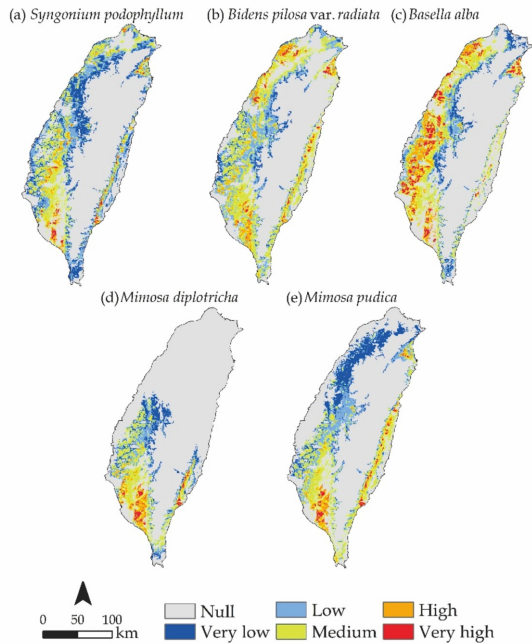 (a) Syngonium podophyllum (b) Bidens pilosa var. radiata (c) Basella alba
(d) Mimosa diplotricha (e) Mimosa pudica
Null Low High
0 50 100 km Very low Medium Very high